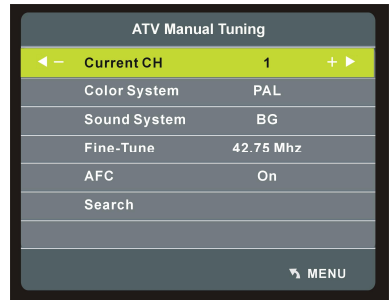 ATV Manual Tuning
Current CH 1
Color System PAL
Sound System BG
Fine-Tune 42.75 Mhz
AFC On
Search
MENU